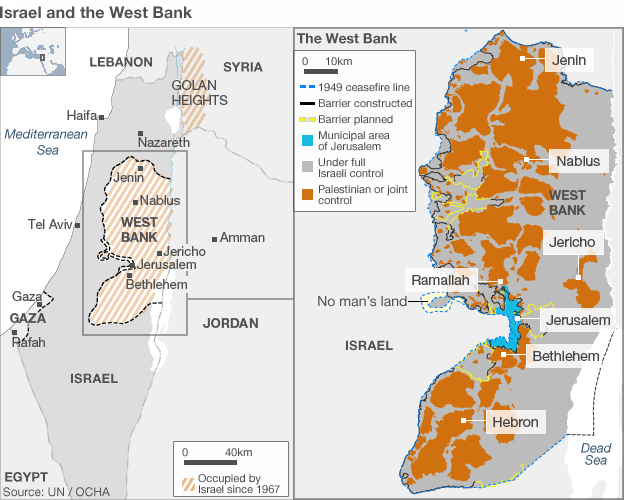 Israel and the West Bank
LEBANON
SYRIA
GOLAN
HEIGHTS
Haifa
Mediterranean
Sea
Nazareth
Jenin
Nablus
WEST
BANK
Tel Aviv
Amman
Jericho
Jerusalem
Bethlehem
Gaza
GAZA
Rafah
JORDAN
ISRAEL
EGYPT
Source: UN / OCHA
0 40km
Occupied by
Israel since 1967
The West Bank
0 10km
1949 ceasefire line
Barrier constructed
Barrier planned
Municipal area
of Jerusalem
Under full
Israeli control
Palestinian or joint
control
Jenin
Nablus
WEST
BANK
Jericho
Ramallah
No man's land
Jerusalem
ISRAEL
Bethlehem
Hebron
Dead
Sea